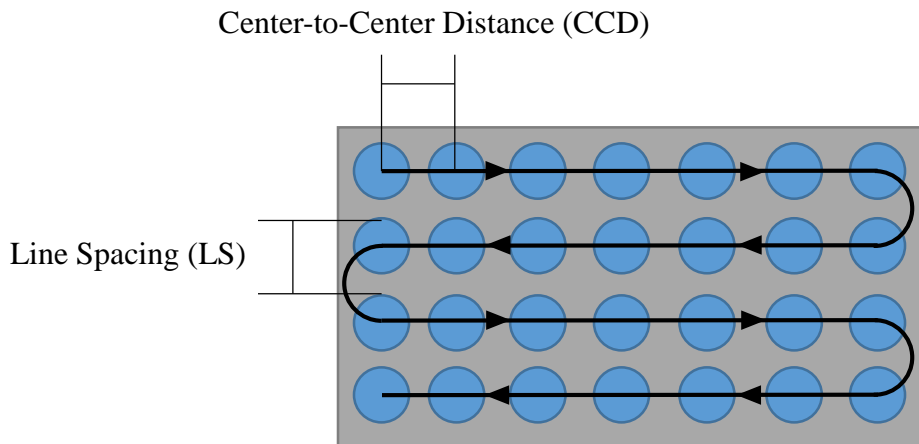 Center-to-Center Distance (CCD)
Line Spacing (LS)